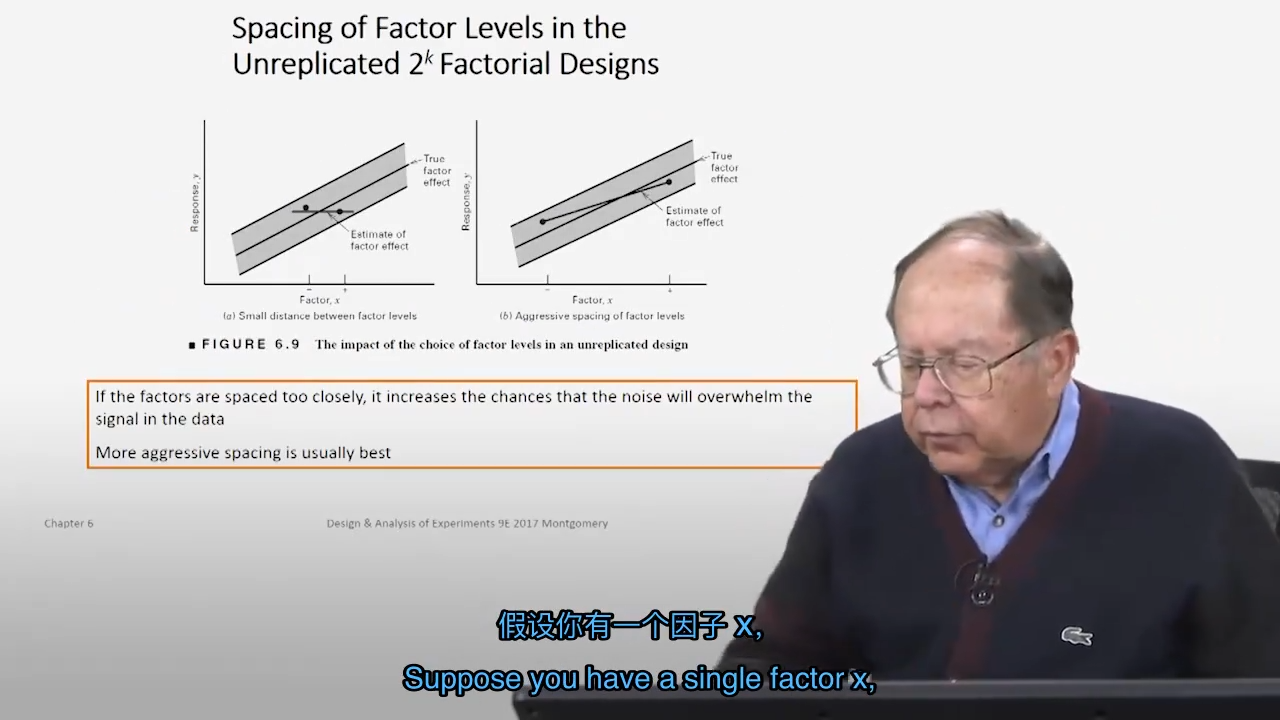 Spacing of Factor Levels in the
Unreplicated 2^k Factorial Designs
Response, y
True
factor
effect
Estimate of
factor effect
− +
Factor, x
(a) Small distance between factor levels
Response, y
True
factor
effect
Estimate of
factor effect
− +
Factor, x
(b) Aggressive spacing of factor levels
■ FIGURE 6.9 The impact of the choice of factor levels in an unreplicated design
If the factors are spaced too closely, it increases the chances that the noise will overwhelm the
signal in the data
More aggressive spacing is usually best
Chapter 6
Design & Analysis of Experiments 9E 2017 Montgomery
假设你有一个因子 x,
Suppose you have a single factor x,